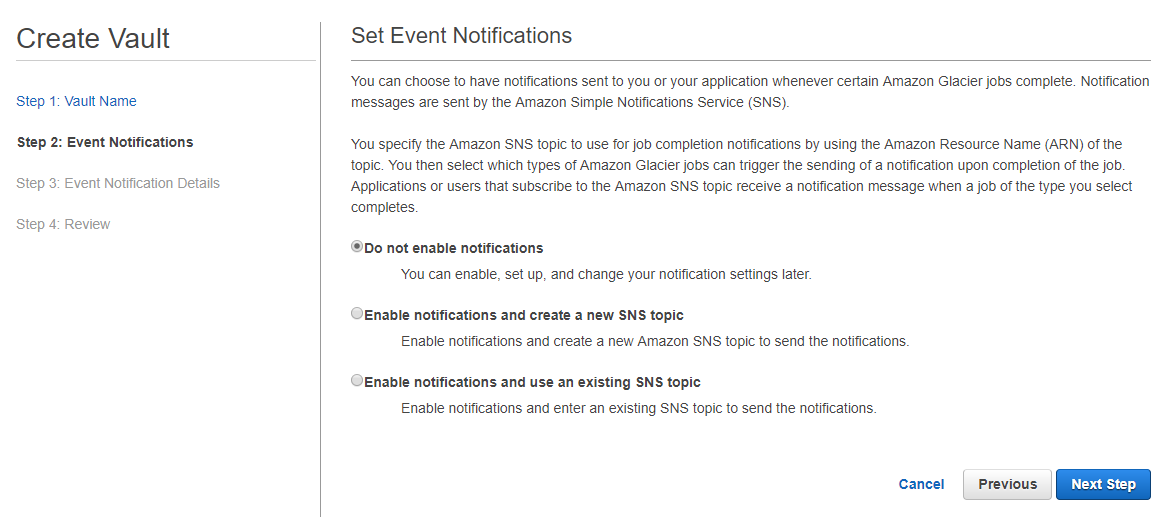 Create Vault
Step 1: Vault Name
Step 2: Event Notifications
Step 3: Event Notification Details
Step 4: Review
Set Event Notifications
You can choose to have notifications sent to you or your application whenever certain Amazon Glacier jobs complete. Notification
messages are sent by the Amazon Simple Notifications Service (SNS).
You specify the Amazon SNS topic to use for job completion notifications by using the Amazon Resource Name (ARN) of the
topic. You then select which types of Amazon Glacier jobs can trigger the sending of a notification upon completion of the job.
Applications or users that subscribe to the Amazon SNS topic receive a notification message when a job of the type you select
completes.
Do not enable notifications
You can enable, set up, and change your notification settings later.
Enable notifications and create a new SNS topic
Enable notifications and create a new Amazon SNS topic to send the notifications.
Enable notifications and use an existing SNS topic
Enable notifications and enter an existing SNS topic to send the notifications.
Cancel Previous Next Step